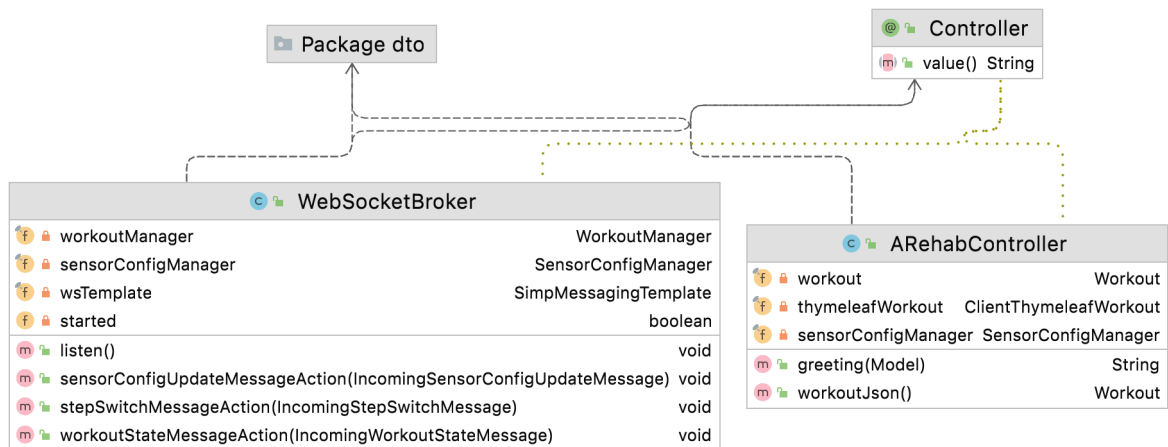 Package dto
@ Controller
m value() String
C WebSocketBroker
f workoutManager WorkoutManager
f sensorConfigManager SensorConfigManager
f wsTemplate SimpMessagingTemplate
f started boolean
m listen() void
m sensorConfigUpdateMessageAction(IncomingSensorConfigUpdateMessage) void
m stepSwitchMessageAction(IncomingStepSwitchMessage) void
m workoutStateMessageAction(IncomingWorkoutStateMessage) void
C ARehabController
f workout Workout
f thymeleafWorkout ClientThymeleafWorkout
f sensorConfigManager SensorConfigManager
m greeting(Model) String
m workoutJson() Workout